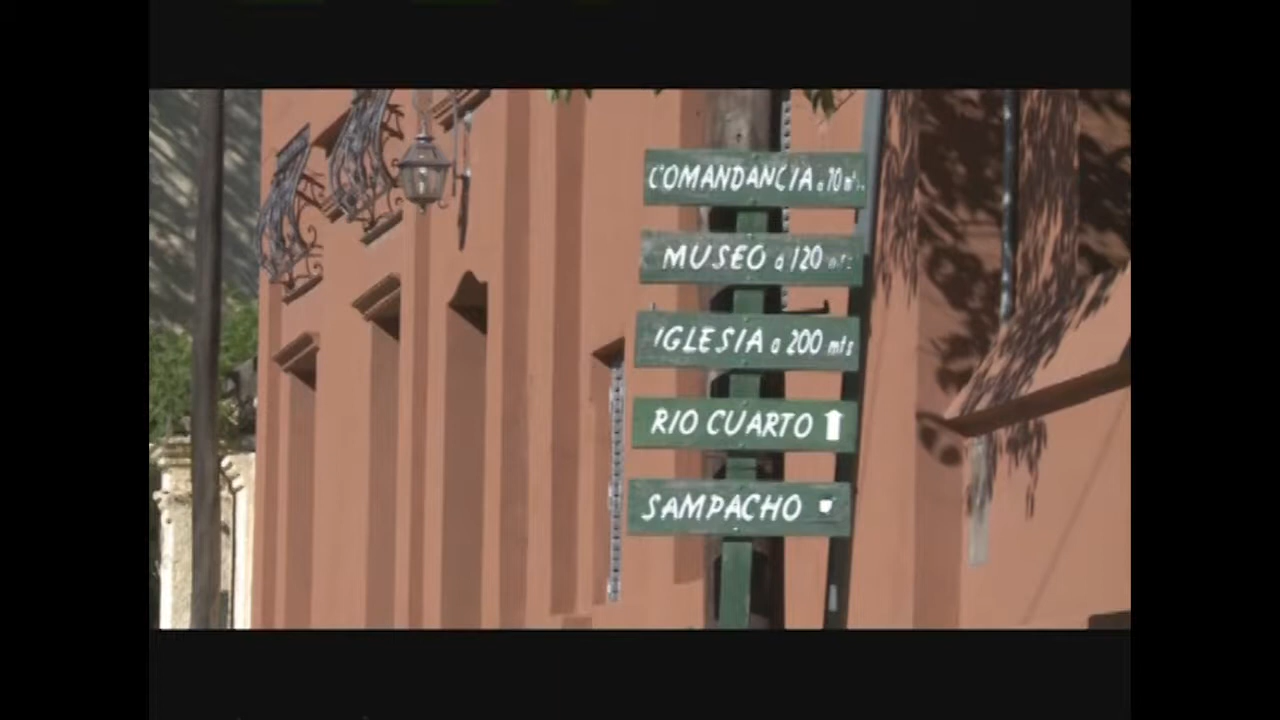 COMANDANCIA a 70 mts
MUSEO a 120 mts
IGLESIA a 200 mts
RIO CUARTO
SAMPACHO